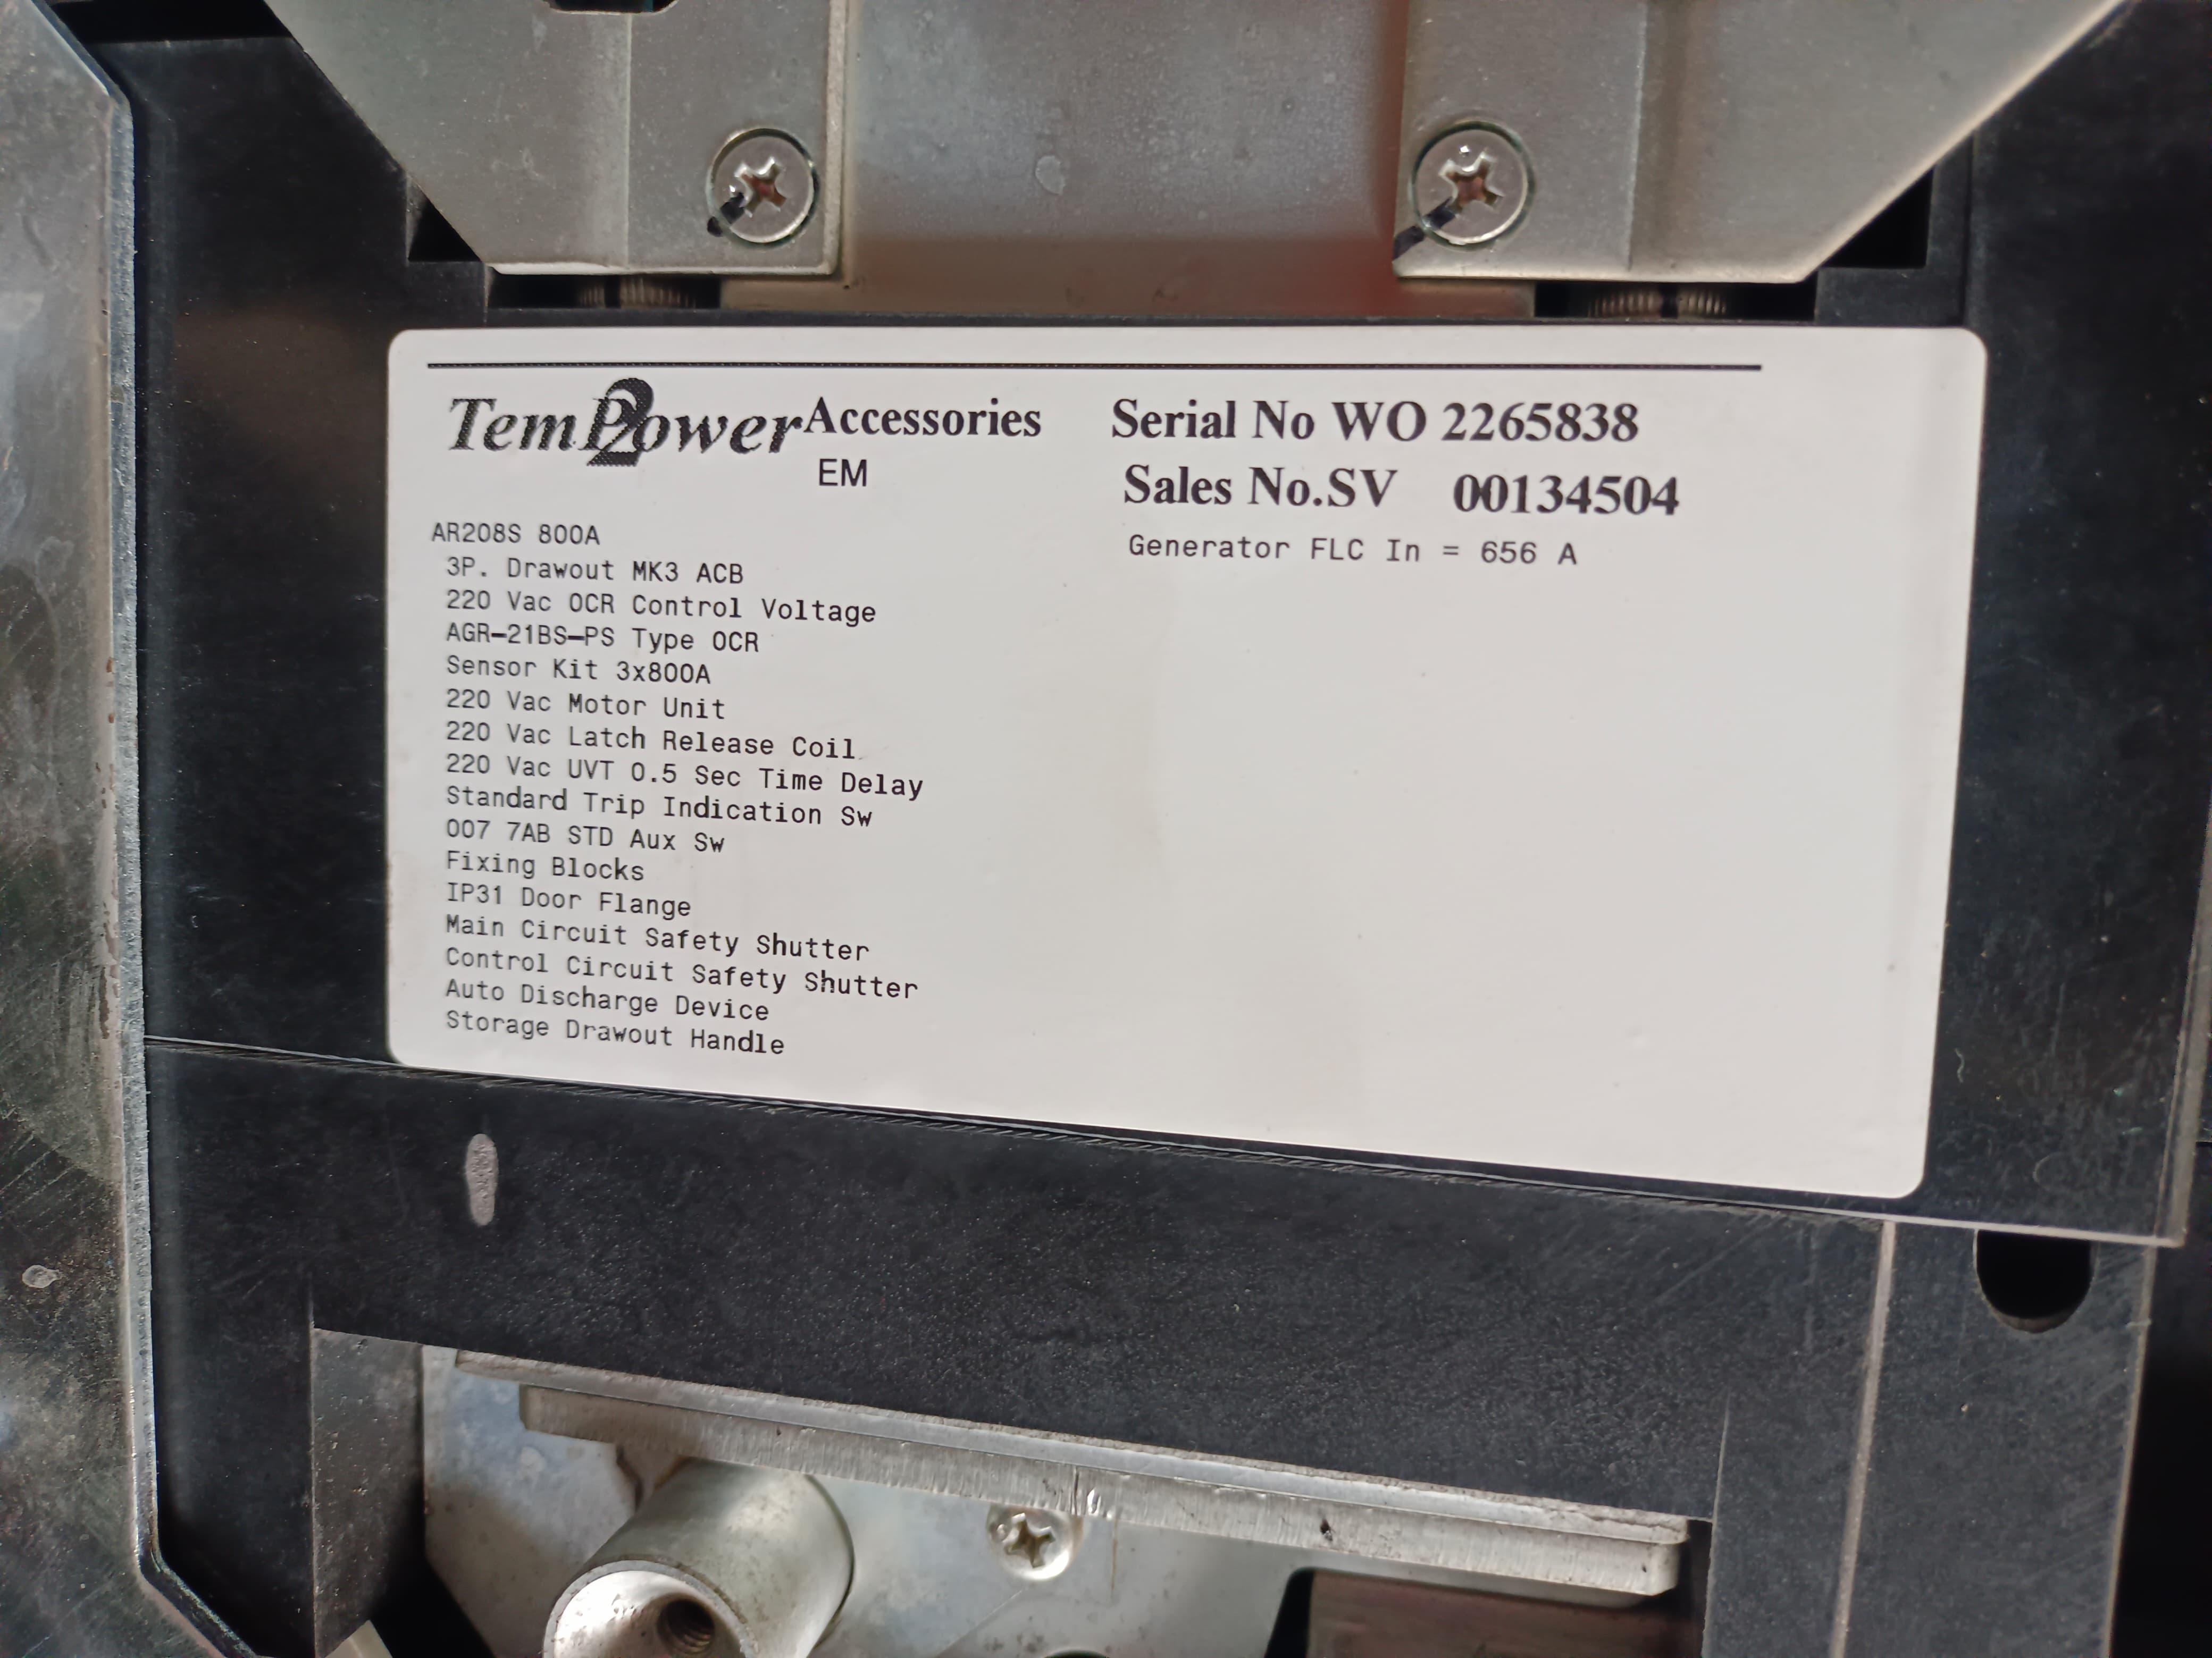 TemPower2 Accessories
EM
Serial No WO 2265838
Sales No.SV 00134504
Generator FLC In = 656 A
AR208S 800A
3P. Drawout MK3 ACB
220 Vac OCR Control Voltage
AGR-21BS-PS Type OCR
Sensor Kit 3x800A
220 Vac Motor Unit
220 Vac Latch Release Coil
220 Vac UVT 0.5 Sec Time Delay
Standard Trip Indication Sw
007 7AB STD Aux Sw
Fixing Blocks
IP31 Door Flange
Main Circuit Safety Shutter
Control Circuit Safety Shutter
Auto Discharge Device
Storage Drawout Handle